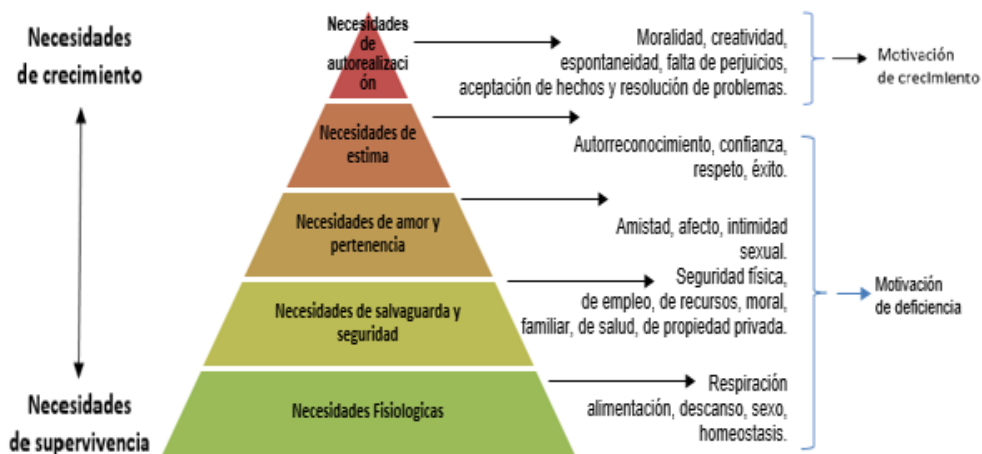 Necesidades
de crecimiento
Necesidades
de
autorealizaci
ón
Moralidad, creatividad,
espontaneidad, falta de perjuicios,
aceptación de hechos y resolución de problemas.
Motivación
de crecimiento
Necesidades de
estima
Autorreconocimiento, confianza,
respeto, éxito.
Necesidades de amor y
pertenencia
Amistad, afecto, intimidad
sexual.
Necesidades de salvaguarda y
seguridad
Seguridad física,
de empleo, de recursos, moral,
familiar, de salud, de propiedad privada.
Motivación
de deficiencia
Necesidades Fisiologicas
Respiración
alimentación, descanso, sexo,
homeostasis.
Necesidades
de supervivencia